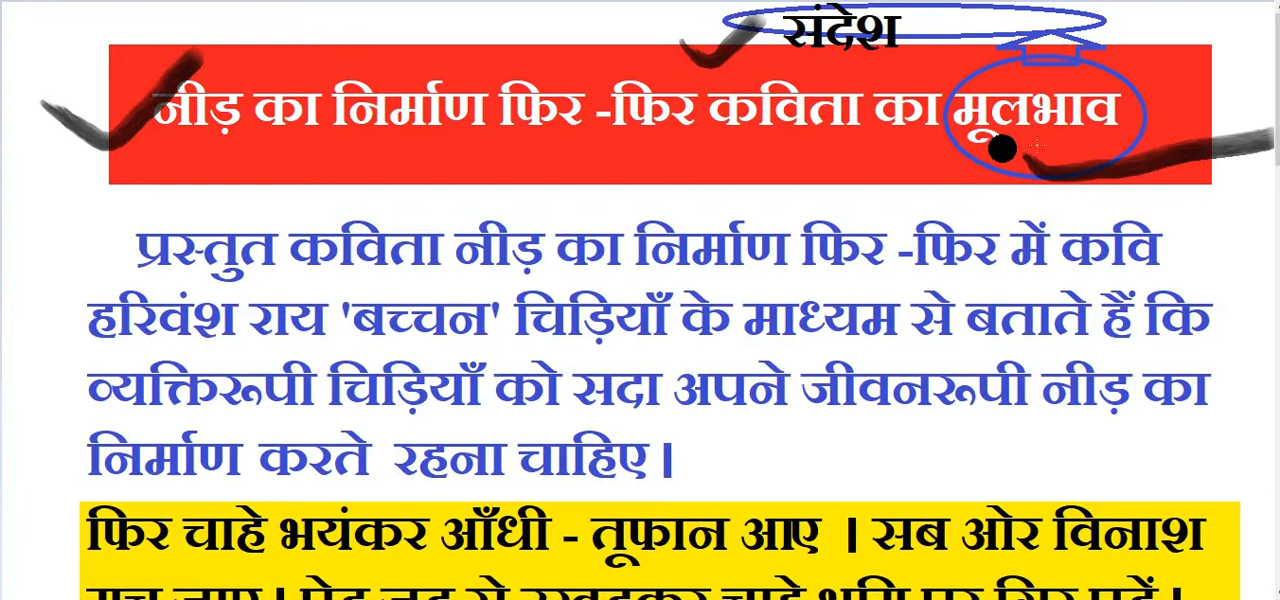 संदेश
नीड़ का निर्माण फिर -फिर कविता का मूलभाव
प्रस्तुत कविता नीड़ का निर्माण फिर -फिर में कवि
हरिवंश राय 'बच्चन' चिड़ियाँ के माध्यम से बताते हैं कि
व्यक्तिरूपी चिड़ियाँ को सदा अपने जीवनरूपी नीड़ का
निर्माण करते रहना चाहिए ।
फिर चाहे भयंकर आँधी - तूफान आए । सब ओर विनाश